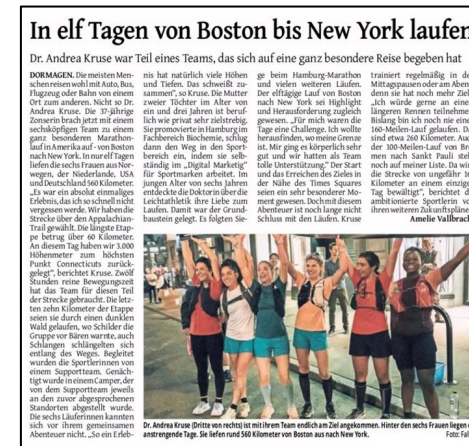 In elf Tagen von Boston bis New York laufen
Dr. Andrea Kruse war Teil eines Teams, das sich auf eine ganz besondere Reise begeben hat
DORMAGEN. Die meisten Men-
schen reisen wohl mit Auto, Bus,
Flugzeug oder Bahn von einem
Ort zum anderen. Nicht so Dr.
Andrea Kruse. Die 37-jährige
Zonserin brach jetzt mit einem
sechsköpfigen Team zu einem
ganz besonderen Marathon-
lauf in Amerika auf - von Boston
nach New York. In nur elf Tagen
liefen die sechs Frauen aus Nor-
wegen, der Niederlande, USA
und Deutschland 560 Kilometer.
„Es war ein absolut einmaliges
Erlebnis, das ich so schnell nicht
vergessen werde. Wir haben die
Strecke über den Appalachian-
Trail gewählt. Die längste Etap-
pe betrug über 60 Kilometer.
An diesem Tag haben wir 3.000
Höhenmeter zum höchsten
Punkt Connecticuts zurück-
gelegt", berichtet Kruse. Zwölf
Stunden reine Bewegungszeit
hat das Team für diesen Teil
der Strecke gebraucht. Die letz-
ten zehn Kilometer der Etappe
seien sie durch einen dunklen
Wald gelaufen, wo Schilder die
Gruppe vor Bären warnte, auch
Schlangen schlängelten sich
entlang des Weges. Begleitet
wurden die Sportlerinnen von
einem Supportteam. Genäch-
tigt wurde in einem Camper, der
von dem Supportteam jeweils
an den zuvor abgesprochenen
Standorten abgestellt wurde.
Die sechs Läuferinnen kannten
sich vor ihrem gemeinsamen
Abenteuer nicht. „So ein Erleb-
nis hat natürlich viele Höhen
und Tiefen. Das schweißt zu-
sammen", so Kruse. Die Mutter
zweier Töchter im Alter von
ein und drei Jahren ist beruf-
lich wie privat sehr zielstrebig.
Sie promovierte in Hamburg im
Fachbereich Biochemie, schlug
dann den Weg in den Sport-
bereich ein, indem sie selb-
ständig im „Digital Marketig"
für Sportmarken arbeitet. Im
jungen Alter von sechs Jahren
entdeckte die Doktorin über die
Leichtathletik ihre Liebe zum
Laufen. Damit war der Grund-
baustein gelegt. Es folgten Sie-
ge beim Hamburg-Marathon
und vielen weiteren Läufen.
Der elftägige Lauf von Boston
nach New York sei Highlight
und Herausforderung zugleich
gewesen. „Für mich waren die
Tage eine Challenge. Ich wollte
herausfinden, wo meine Grenze
ist. Mir ging es körperlich sehr
gut und wir hatten als Team
tolle Unterstützung." Der Start
und das Erreichen des Zieles in
der Nähe des Times Squares
seien ein sehr besonderer Mo-
ment gewesen. Doch mit diesem
Abenteuer ist noch lange nicht
Schluss mit den Läufen. Kruse
trainiert regelmäßig in de
Mittagspausen oder am Aben
denn sie hat noch mehr Ziel
„Ich würde gerne an eine
längeren Rennen teilnehme
Bislang bin ich noch nie eine
160-Meilen-Lauf gelaufen. Da
sind etwa 260 Kilometer. Auc
der 100-Meilen-Lauf von Bre
men nach Sankt Pauli steh
noch auf meiner Liste. Da wir
die Strecke von ungefähr 16
Kilometer an einem einzige
Tag bewältigt", berichtet d
ambitionierte Sportlerin vo
ihren weiteren Zukunftspläne
Amelie Vallbrach
Dr. Andrea Kruse (Dritte von rechts) ist mit ihrem Team endlich am Ziel angekommen. Hinter den sechs Frauen liegen
anstrengende Tage. Sie liefen rund 560 Kilometer von Boston aus nach New York.
Foto: Fal